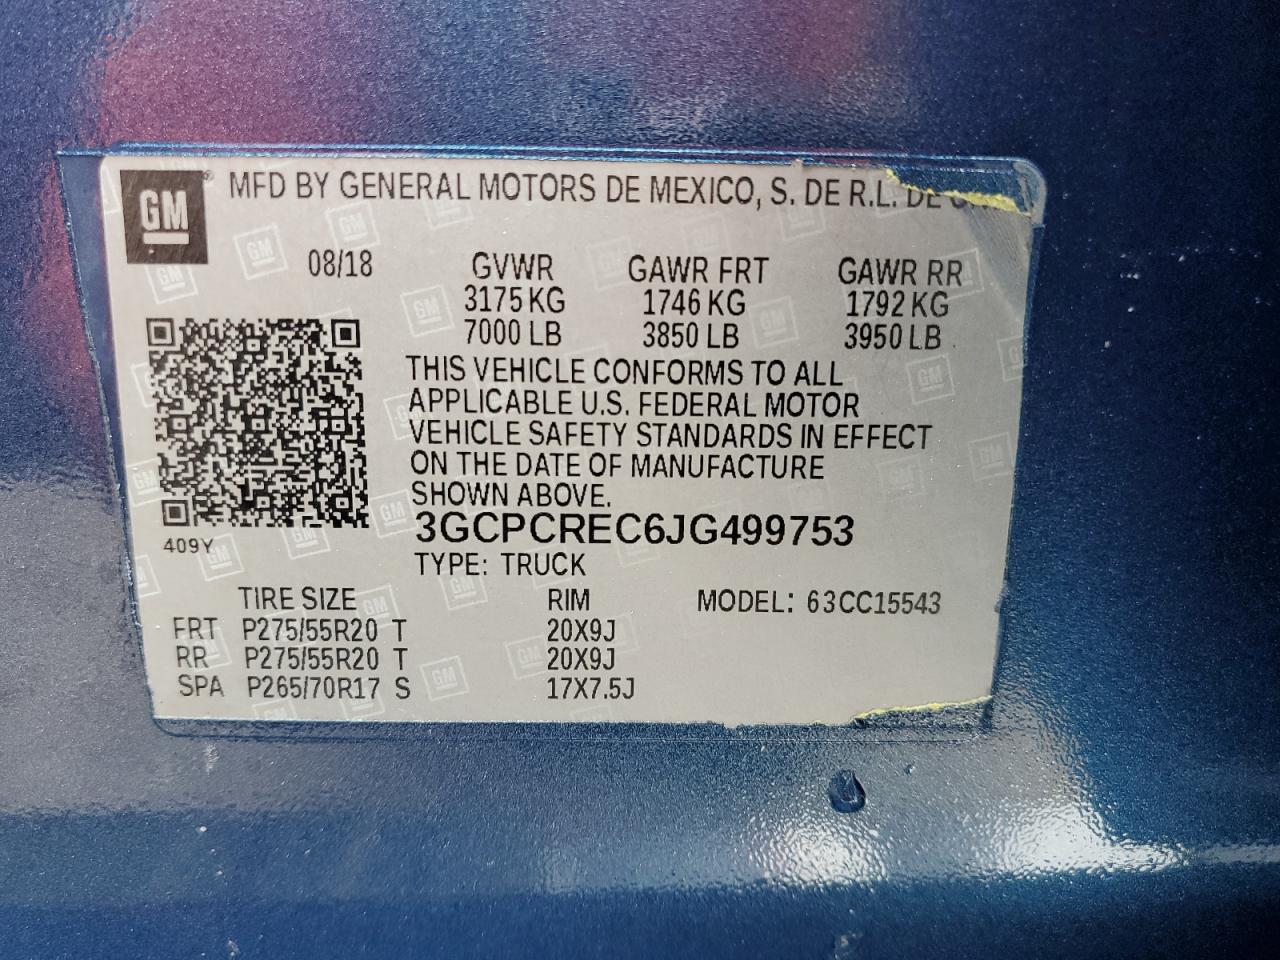 GM ® MFD BY GENERAL MOTORS DE MEXICO, S. DE R.L. DE
08/18 GVWR GAWR FRT GAWR RR
3175 KG 1746 KG 1792 KG
7000 LB 3850 LB 3950 LB
THIS VEHICLE CONFORMS TO ALL
APPLICABLE U.S. FEDERAL MOTOR
VEHICLE SAFETY STANDARDS IN EFFECT
ON THE DATE OF MANUFACTURE
SHOWN ABOVE.
3GCPCREC6JG499753
409Y
TYPE: TRUCK
TIRE SIZE RIM MODEL: 63CC15543
FRT P275/55R20 T 20X9J
RR P275/55R20 T 20X9J
SPA P265/70R17 S 17X7.5J